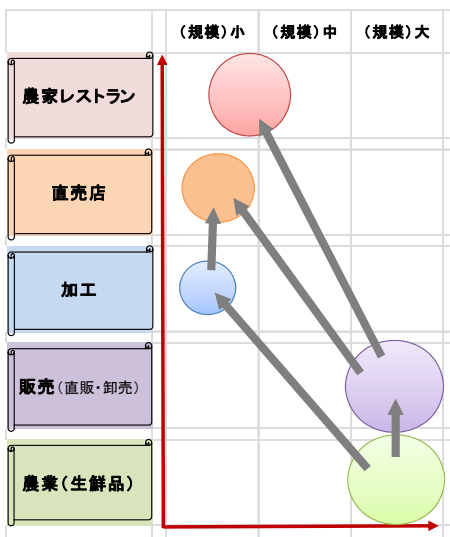 （規模）小 （規模）中 （規模）大
農家レストラン
直売店
加工
販売（直販・卸売）
農業（生鮮品）